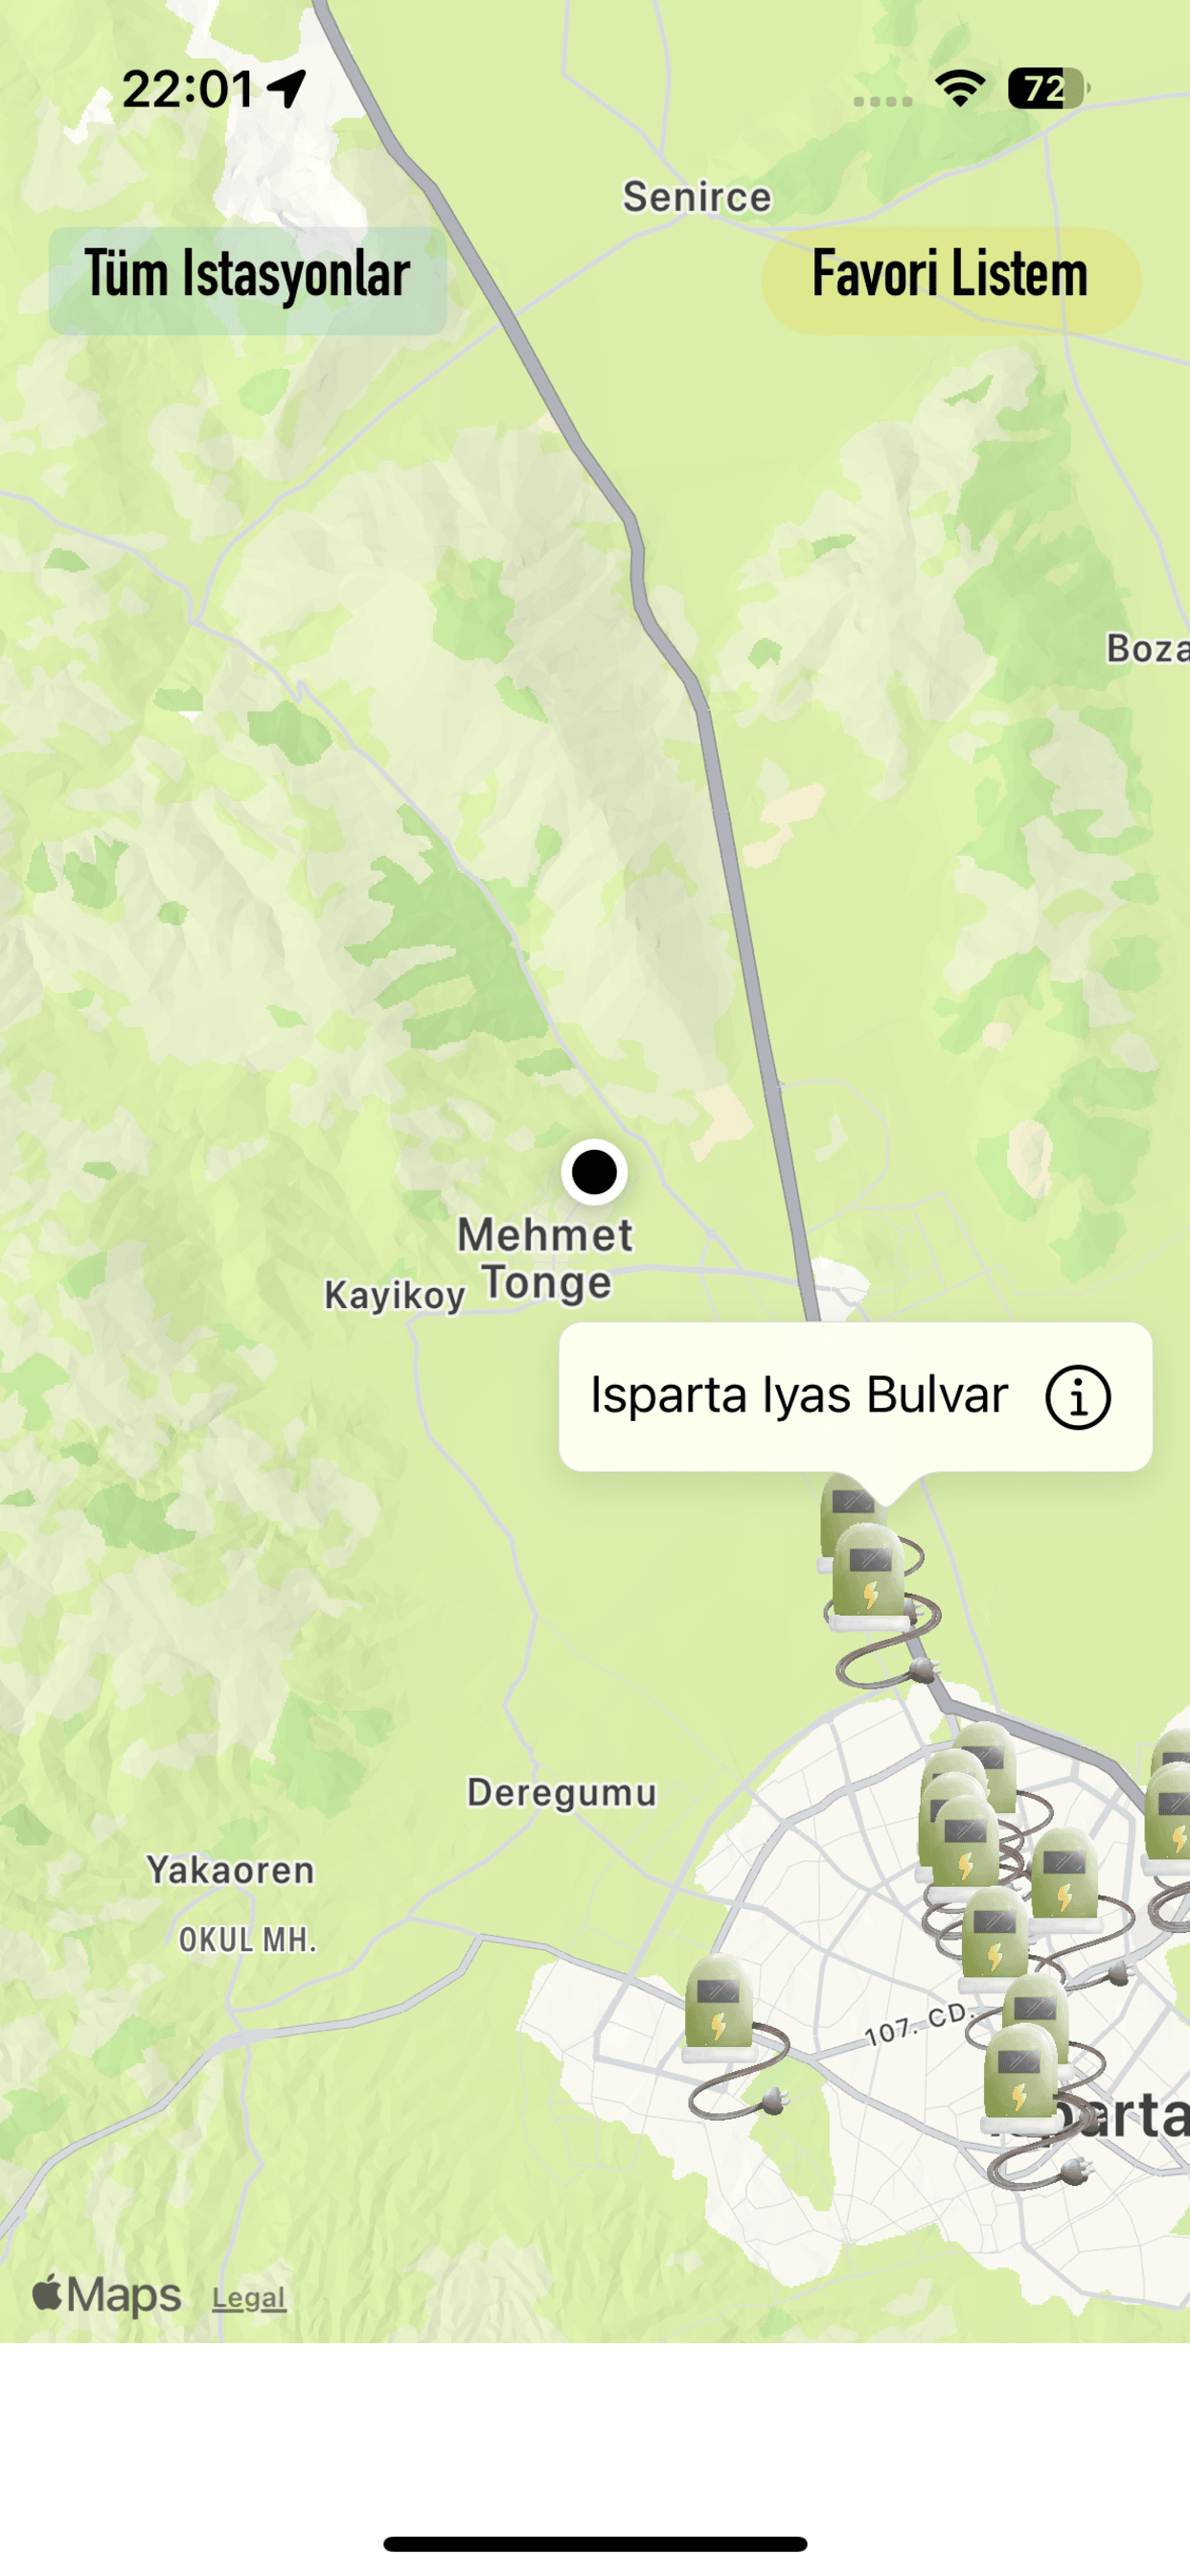 22:01
72
Senirce
Tüm Istasyonlar
Favori Listem
Boza
Mehmet
Tonge
Kayikoy
Isparta Iyas Bulvar
Deregumu
Yakaoren
OKUL MH.
107. CD.
parta
Maps
Legal